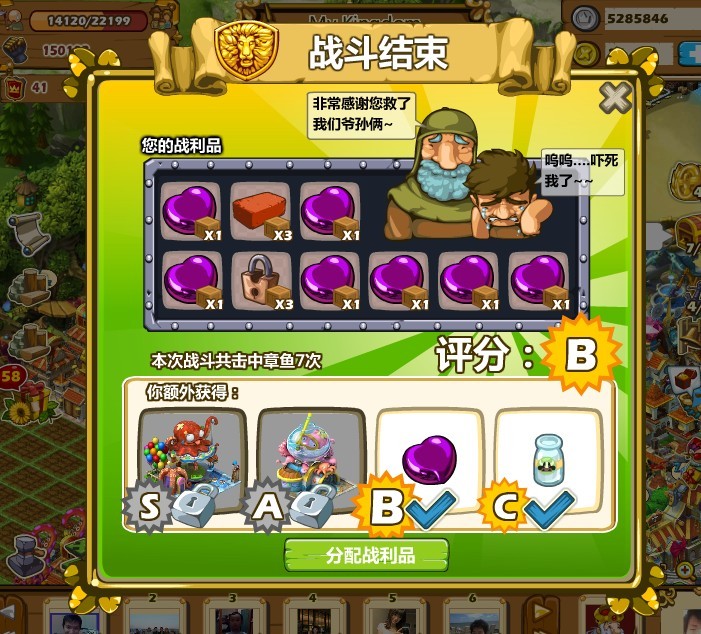 14120/22199
5285846
My Kingdom
41
战斗结束
非常感谢您救了
我们爷孙俩~
呜呜....吓死
我了~~
您的战利品
X1
X3
X1
X1
X3
X1
X1
X1
X1
评分：B
本次战斗共击中章鱼7次
你额外获得：
58
S
A
B
C
分配战利品
2
3
4
5
6